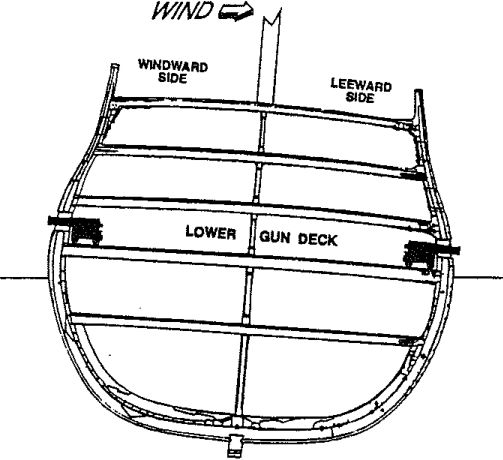 WIND
WINDWARD
SIDE
LEEWARD
SIDE
LOWER GUN DECK